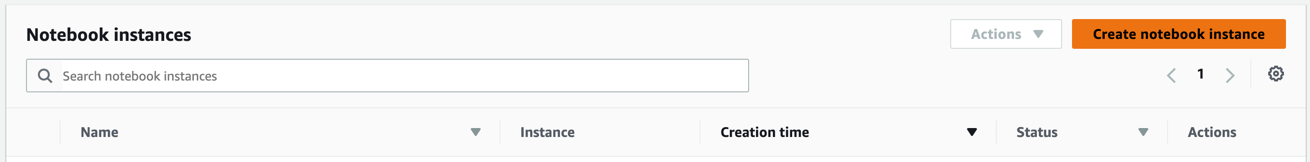 Notebook instances
Actions
Create notebook instance
Search notebook instances
1
Name Instance Creation time Status Actions